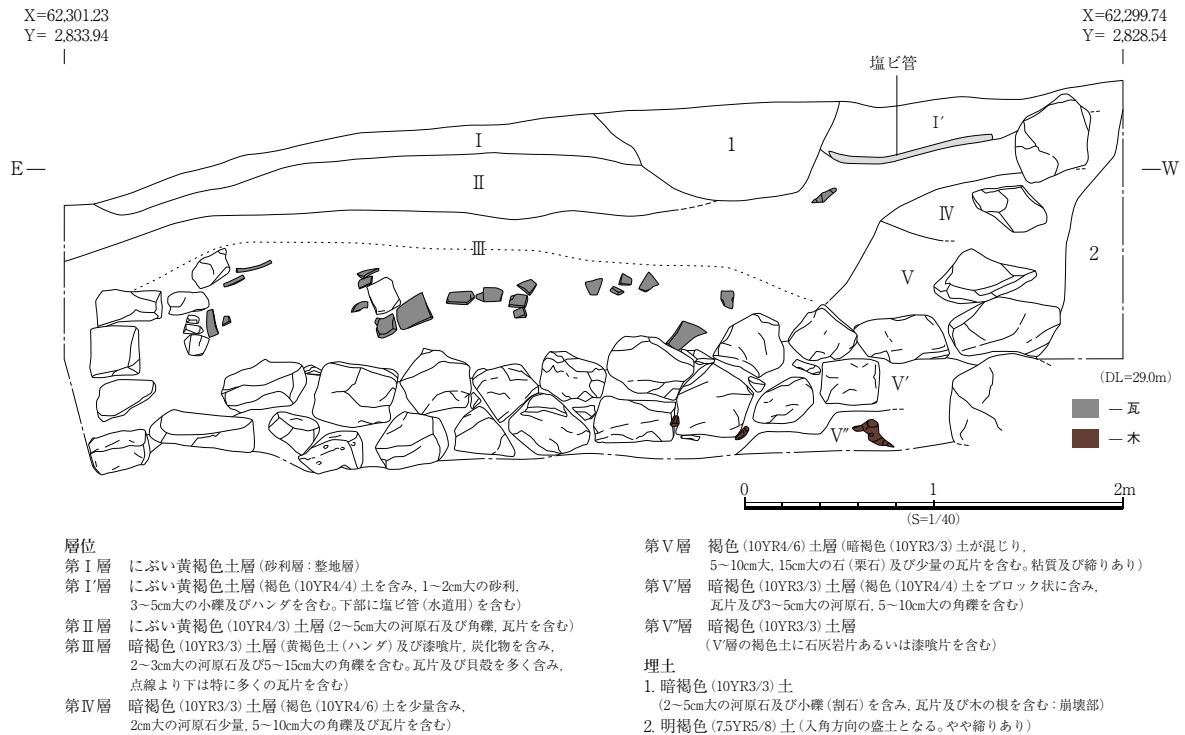 X=62,301.23
Y= 2,833.94
X=62,299.74
Y= 2,828.54
塩ビ管
Ⅰ
1
Ⅰ′
E
W
Ⅱ
Ⅳ
Ⅲ
2
Ⅴ
(DL=29.0m)
Ⅴ′
瓦
Ⅴ″
木
0 1 2m
(S=1/40)
層位
第Ⅰ層 にぶい黄褐色土層(砂利層:整地層)
第Ⅰ′層 にぶい黄褐色土層(褐色(10YR4/4)土を含み, 1〜2cm大の砂利,
3〜5cm大の小礫及びハンダを含む。下部に塩ビ管(水道用)を含む)
第Ⅱ層 にぶい黄褐色(10YR4/3)土層(2〜5cm大の河原石及び角礫, 瓦片を含む)
第Ⅲ層 暗褐色(10YR3/3)土層(黄褐色土(ハンダ)及び漆喰片, 炭化物を含み,
2〜3cm大の河原石及び5〜15cm大の角礫を含む。瓦片及び貝殻を多く含み,
点線より下は特に多くの瓦片を含む)
第Ⅳ層 暗褐色(10YR3/3)土層(褐色(10YR4/6)土を少量含み,
2cm大の河原石少量, 5〜10cm大の角礫及び瓦片を含む)
第Ⅴ層 褐色(10YR4/6)土層(暗褐色(10YR3/3)土が混じり,
5〜10cm大, 15cm大の石(栗石)及び少量の瓦片を含む。粘質及び締りあり)
第Ⅴ′層 暗褐色(10YR3/3)土層(褐色(10YR4/4)土をブロック状に含み,
瓦片及び3〜5cm大の河原石, 5〜10cm大の角礫を含む)
第Ⅴ″層 暗褐色(10YR3/3)土層
(Ⅴ′層の褐色土に石灰岩片あるいは漆喰片を含む)
埋土
1. 暗褐色(10YR3/3)土
(2〜5cm大の河原石及び小礫(割石)を含み, 瓦片及び木の根を含む:崩壊部)
2. 明褐色(7.5YR5/8)土(入角方向の盛土となる。やや締りあり)